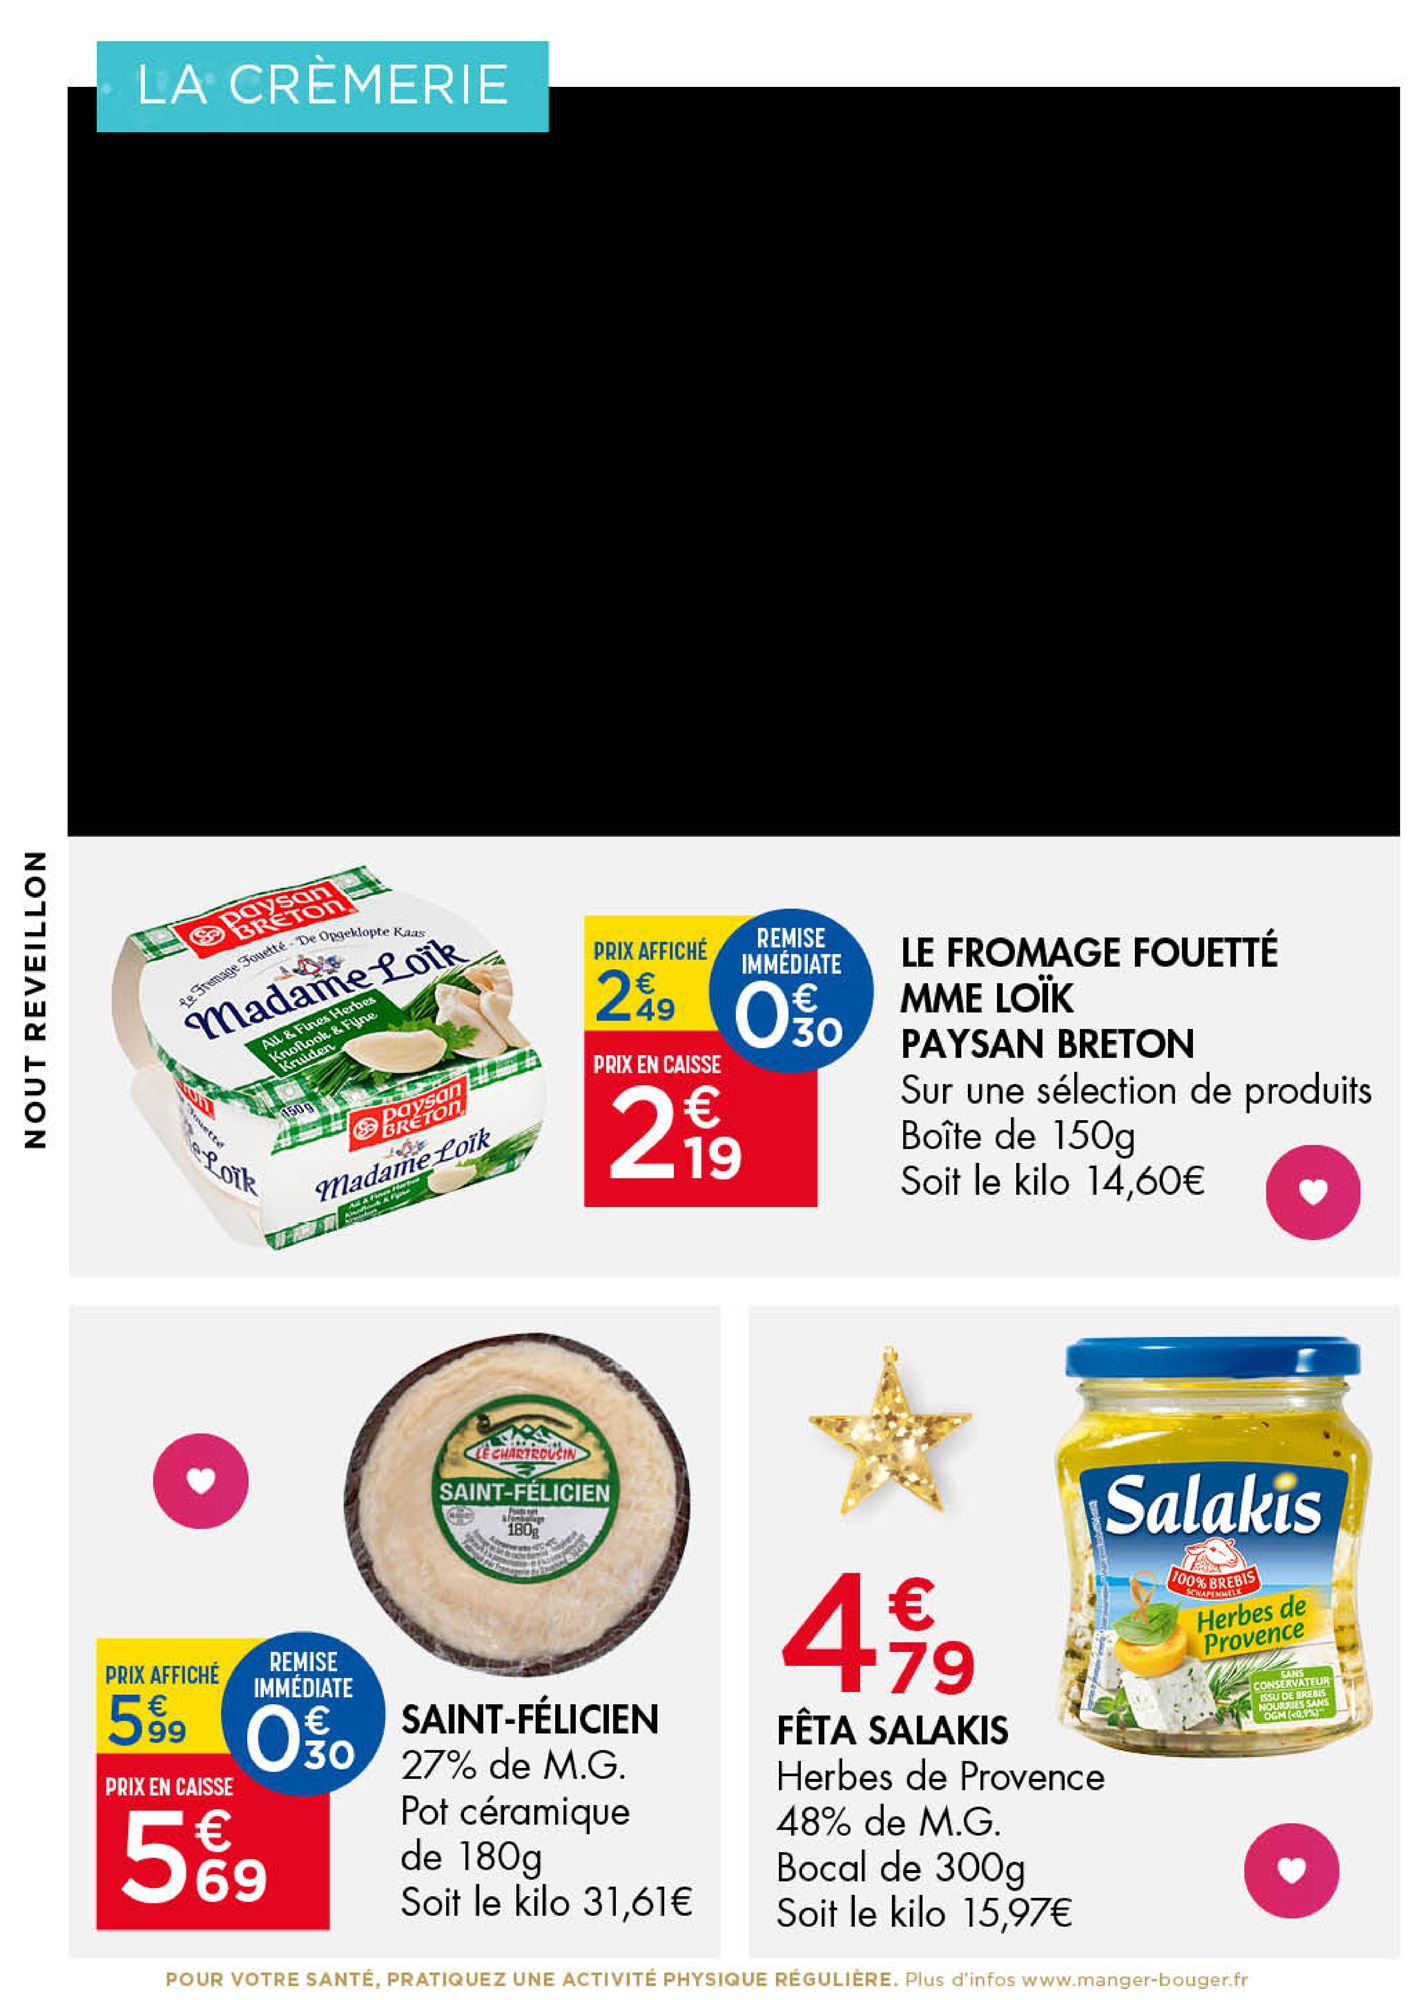 LA CRÈMERIE
NOUT REVEILLON
paysan
BRETON
Le Fromage Fouetté - De Opgeklopte Kaas
Madame Loïk
Ail & Fines Herbes
Knoflook & Fijne
Kruiden
150g
paysan
BRETON
Madame Loïk
PRIX AFFICHÉ
2€49
REMISE
IMMÉDIATE
0€30
PRIX EN CAISSE
2€19
LE FROMAGE FOUETTÉ
MME LOÏK
PAYSAN BRETON
Sur une sélection de produits
Boîte de 150g
Soit le kilo 14,60€
LE CHARTROUSIN
SAINT-FÉLICIEN
180g
PRIX AFFICHÉ
5€99
REMISE
IMMÉDIATE
0€30
PRIX EN CAISSE
5€69
SAINT-FÉLICIEN
27% de M.G.
Pot céramique
de 180g
Soit le kilo 31,61€
Salakis
100% BREBIS
SCHAPENMELK
Herbes de
Provence
SANS
CONSERVATEUR
ISSU DE BREBIS
NOURRIES SANS
OGM (<0,9%)
4€79
FÊTA SALAKIS
Herbes de Provence
48% de M.G.
Bocal de 300g
Soit le kilo 15,97€
POUR VOTRE SANTÉ, PRATIQUEZ UNE ACTIVITÉ PHYSIQUE RÉGULIÈRE. Plus d'infos www.manger-bouger.fr